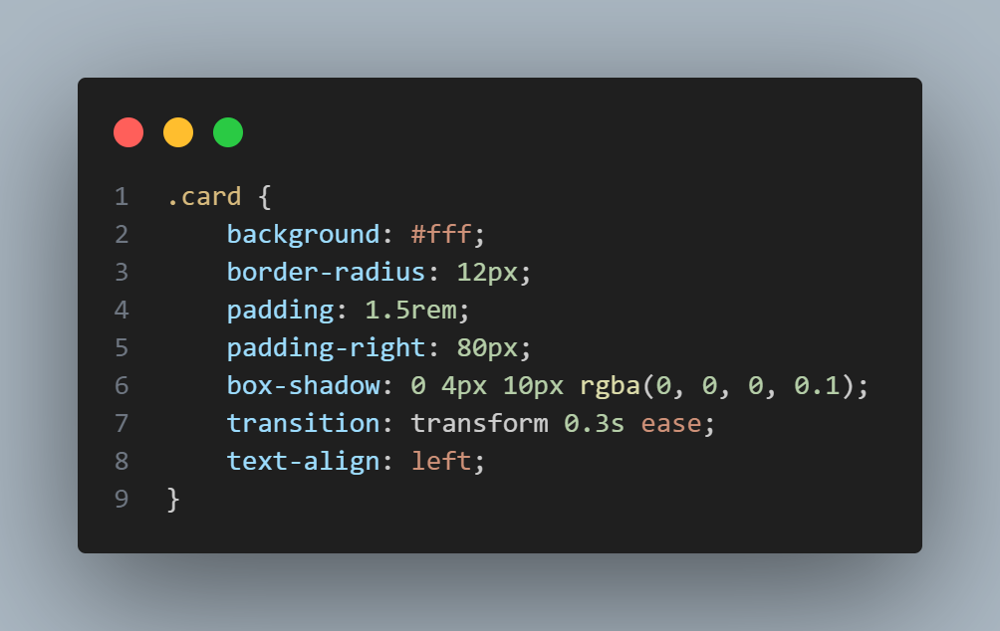 1 .card {
2     background: #fff;
3     border-radius: 12px;
4     padding: 1.5rem;
5     padding-right: 80px;
6     box-shadow: 0 4px 10px rgba(0, 0, 0, 0.1);
7     transition: transform 0.3s ease;
8     text-align: left;
9 }